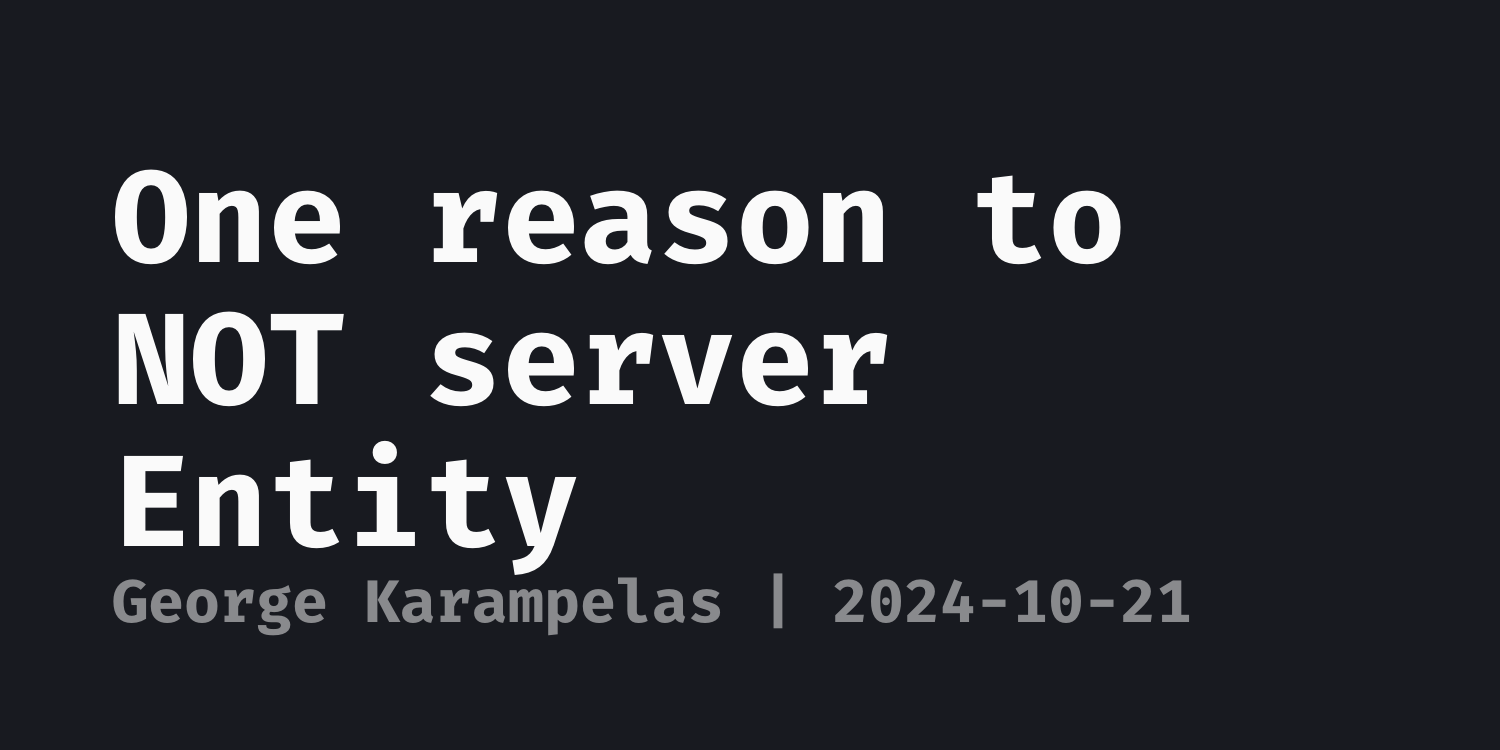 One reason to
NOT server
Entity
George Karampelas | 2024-10-21